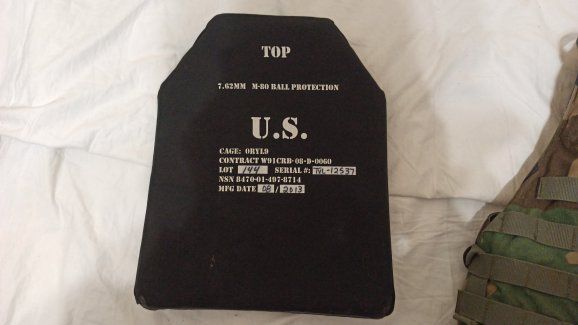 TOP
7.62MM M-80 BALL PROTECTION
U.S.
CAGE: 0RYL9
CONTRACT W91CRB-08-D-0060
LOT 144 SERIAL #: TVL-12537
NSN 8470-01-497-8714
MFG DATE 08/2013